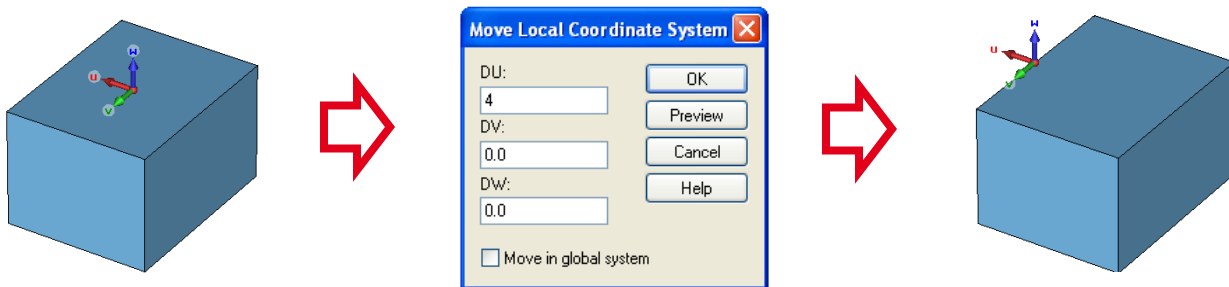 W
U
V
Move Local Coordinate System
DU:
4
DV:
0.0
DW:
0.0
Move in global system
OK
Preview
Cancel
Help
W
U
V